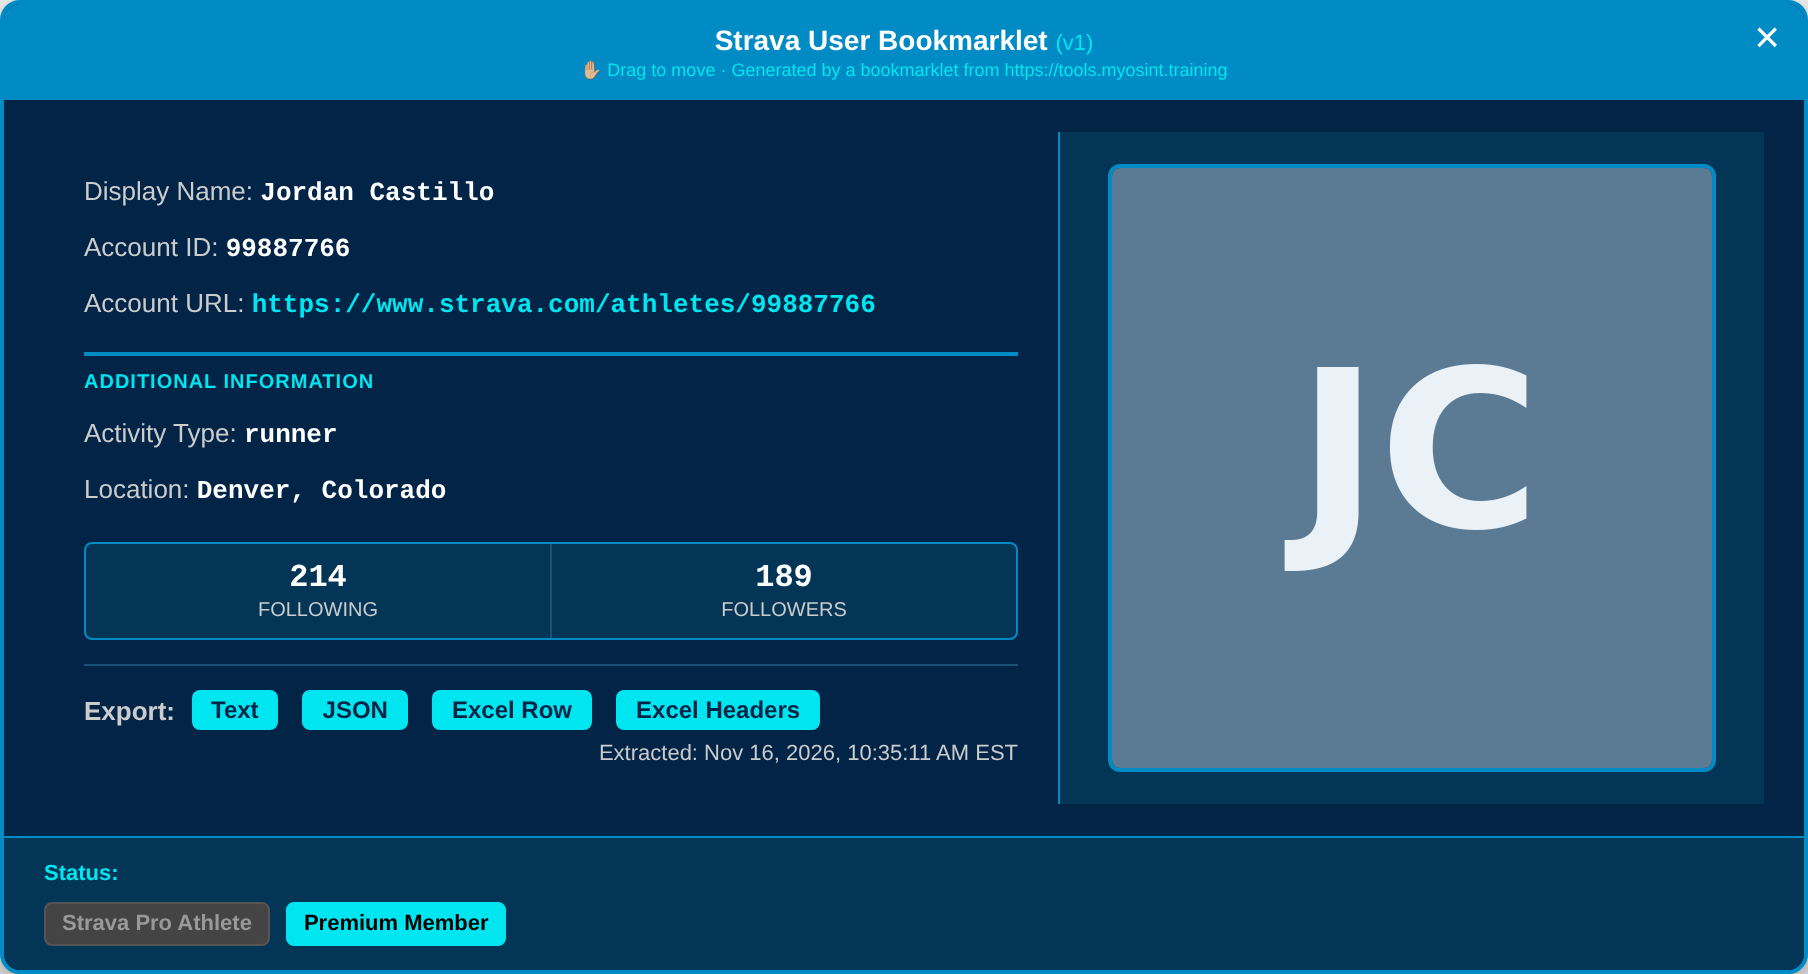 Strava User Bookmarklet (v1)
✋🏼 Drag to move · Generated by a bookmarklet from https://tools.myosint.training
✕
Display Name: Jordan Castillo
Account ID: 99887766
Account URL: https://www.strava.com/athletes/99887766
ADDITIONAL INFORMATION
Activity Type: runner
Location: Denver, Colorado
214 189
FOLLOWING FOLLOWERS
Export: Text JSON Excel Row Excel Headers
Extracted: Nov 16, 2026, 10:35:11 AM EST
JC
Status:
Strava Pro Athlete Premium Member